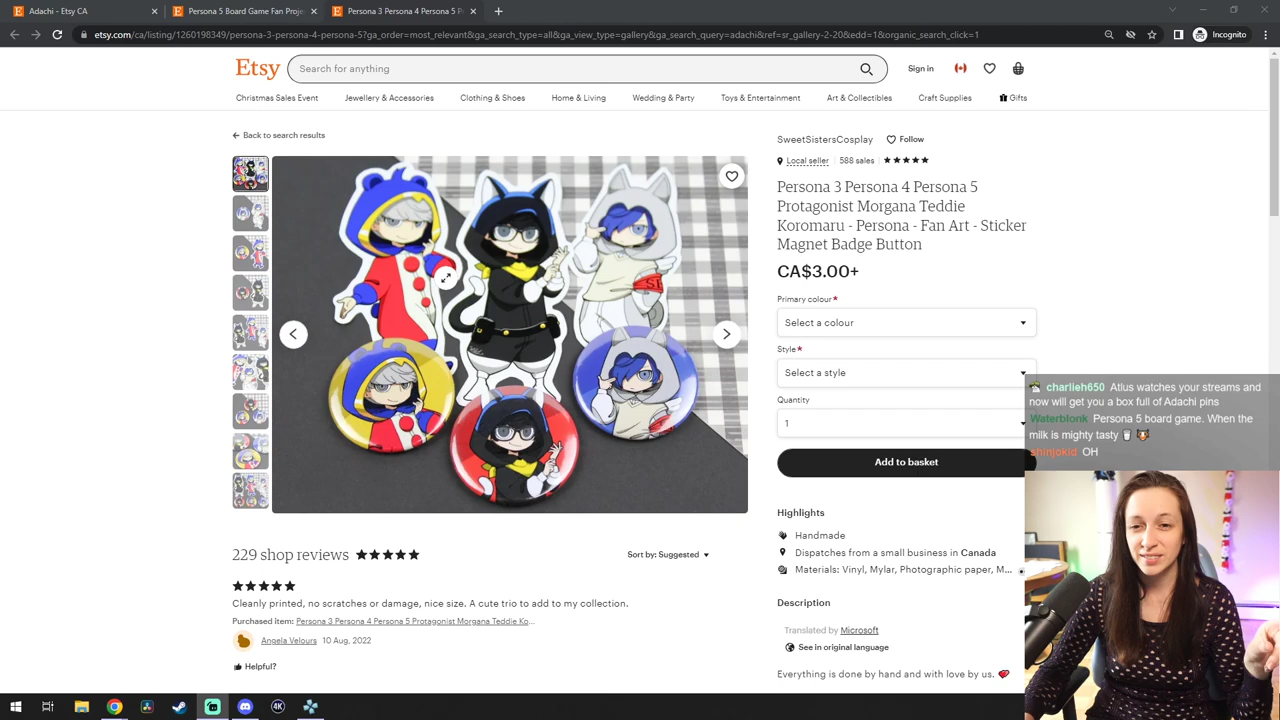 Adachi - Etsy CA
Persona 5 Board Game Fan Proje
Persona 3 Persona 4 Persona 5 P
etsy.com/ca/listing/1260198349/persona-3-persona-4-persona-5?ga_order=most_relevant&ga_search_type=all&ga_view_type=gallery&ga_search_query=adachi&ref=sr_gallery-2-20&edd=1&organic_search_click=1
Incognito
Etsy
Search for anything
Sign in
Christmas Sales Event
Jewellery & Accessories
Clothing & Shoes
Home & Living
Wedding & Party
Toys & Entertainment
Art & Collectibles
Craft Supplies
Gifts
Back to search results
SweetSistersCosplay
Follow
Local seller
588 sales
Persona 3 Persona 4 Persona 5
Protagonist Morgana Teddie
Koromaru - Persona - Fan Art - Sticker
Magnet Badge Button
CA$3.00+
Primary colour*
Select a colour
Style*
Select a style
Quantity
1
Add to basket
charlieh650 Atlus watches your streams and
now will get you a box full of Adachi pins
Waterblonk Persona 5 board game. When the
milk is mighty tasty
shinjokid OH
Highlights
Handmade
Dispatches from a small business in Canada
Materials: Vinyl, Mylar, Photographic paper, M...
Description
Translated by Microsoft
See in original language
Everything is done by hand and with love by us.
229 shop reviews
Sort by: Suggested
Cleanly printed, no scratches or damage, nice size. A cute trio to add to my collection.
Purchased item: Persona 3 Persona 4 Persona 5 Protagonist Morgana Teddie Ko...
Angela Velours 10 Aug, 2022
Helpful?
4K